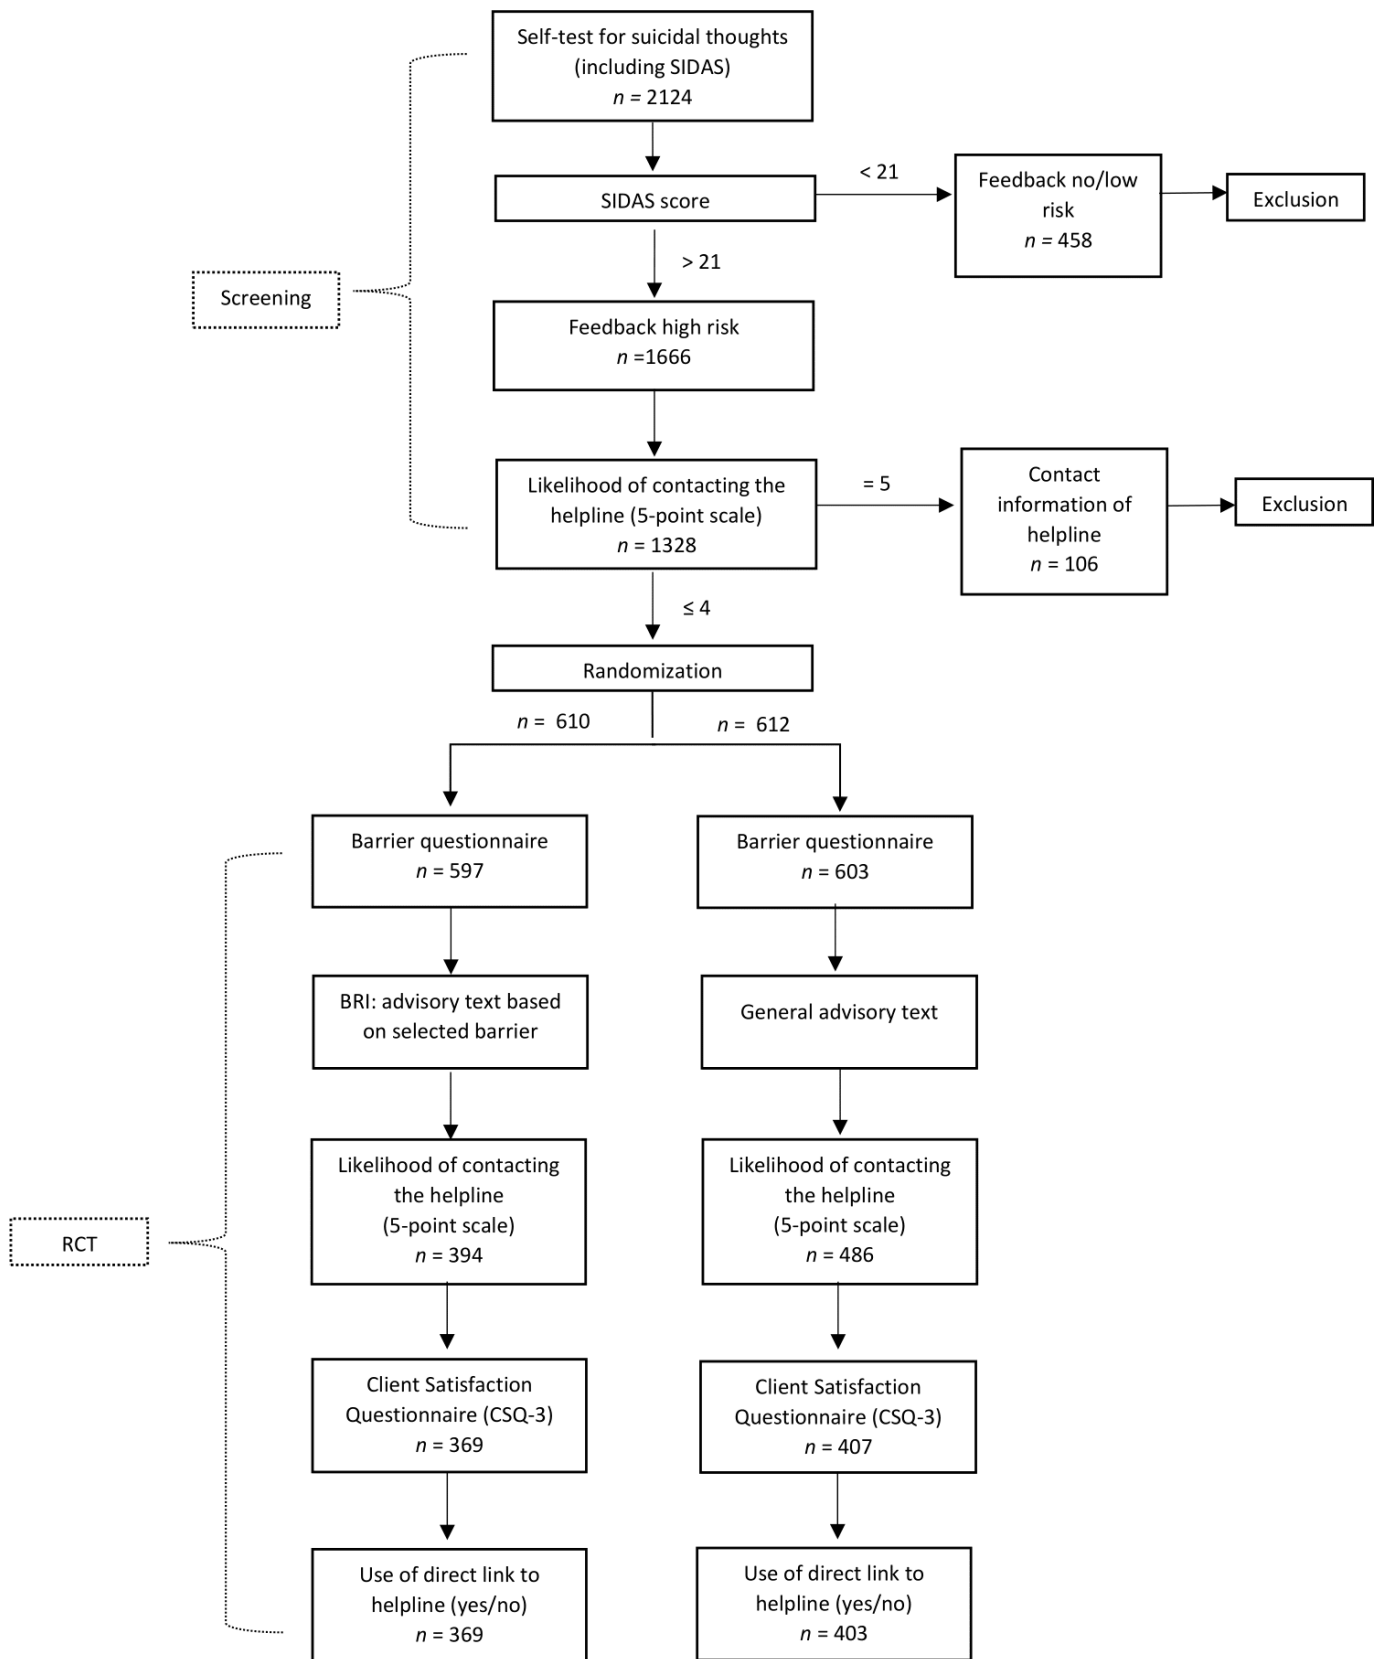 Self-test for suicidal thoughts
(including SIDAS)
n = 2124
SIDAS score
< 21
Feedback no/low
risk
n = 458
Exclusion
> 21
Screening
Feedback high risk
n =1666
Likelihood of contacting the
helpline (5-point scale)
n = 1328
= 5
Contact
information of
helpline
n = 106
Exclusion
≤ 4
Randomization
n = 610
n = 612
Barrier questionnaire
n = 597
Barrier questionnaire
n = 603
BRI: advisory text based
on selected barrier
General advisory text
Likelihood of contacting
the helpline
(5-point scale)
n = 394
Likelihood of contacting
the helpline
(5-point scale)
n = 486
RCT
Client Satisfaction
Questionnaire (CSQ-3)
n = 369
Client Satisfaction
Questionnaire (CSQ-3)
n = 407
Use of direct link to
helpline (yes/no)
n = 369
Use of direct link to
helpline (yes/no)
n = 403